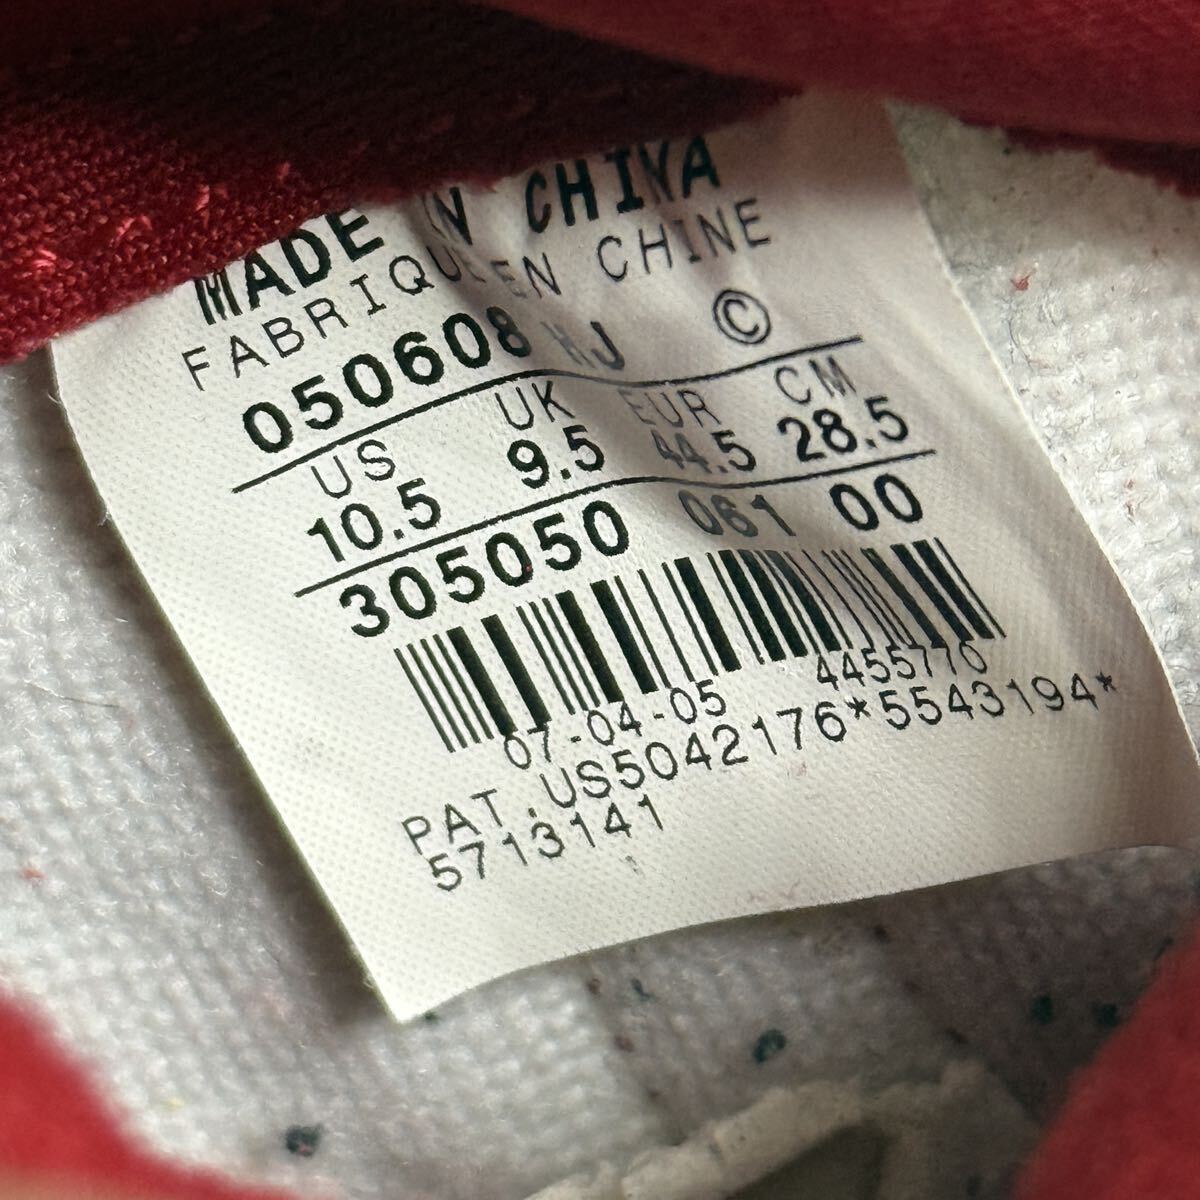 MADE IN CHINA
FABRIQUE EN CHINE
050608 HJ ©
US UK EUR CM
10.5 9.5 44.5 28.5
305050 061 00
07-04-05 4455770
PAT.US5042176*5543194*
5713141